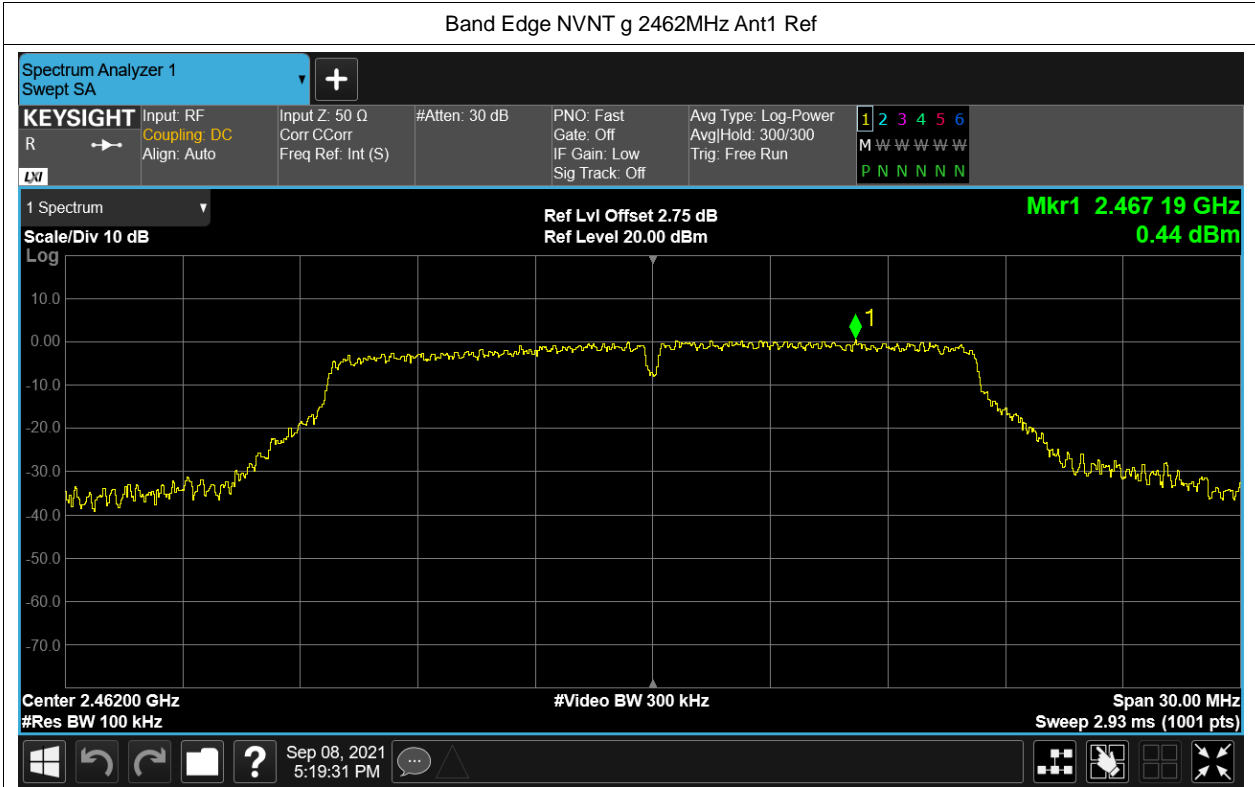 Band Edge NVNT g 2462MHz Ant1 Ref
Spectrum Analyzer 1
Swept SA
KEYSIGHT
R
LXI
Input: RF
Coupling: DC
Align: Auto
Input Z: 50 Ω
Corr CCorr
Freq Ref: Int (S)
#Atten: 30 dB
PNO: Fast
Gate: Off
IF Gain: Low
Sig Track: Off
Avg Type: Log-Power
Avg|Hold: 300/300
Trig: Free Run
1 2 3 4 5 6
M W W W W W
P N N N N N
1 Spectrum
Scale/Div 10 dB
Log
Ref Lvl Offset 2.75 dB
Ref Level 20.00 dBm
Mkr1 2.467 19 GHz
0.44 dBm
1
10.0
0.00
-10.0
-20.0
-30.0
-40.0
-50.0
-60.0
-70.0
Center 2.46200 GHz
#Res BW 100 kHz
#Video BW 300 kHz
Span 30.00 MHz
Sweep 2.93 ms (1001 pts)
?
Sep 08, 2021
5:19:31 PM